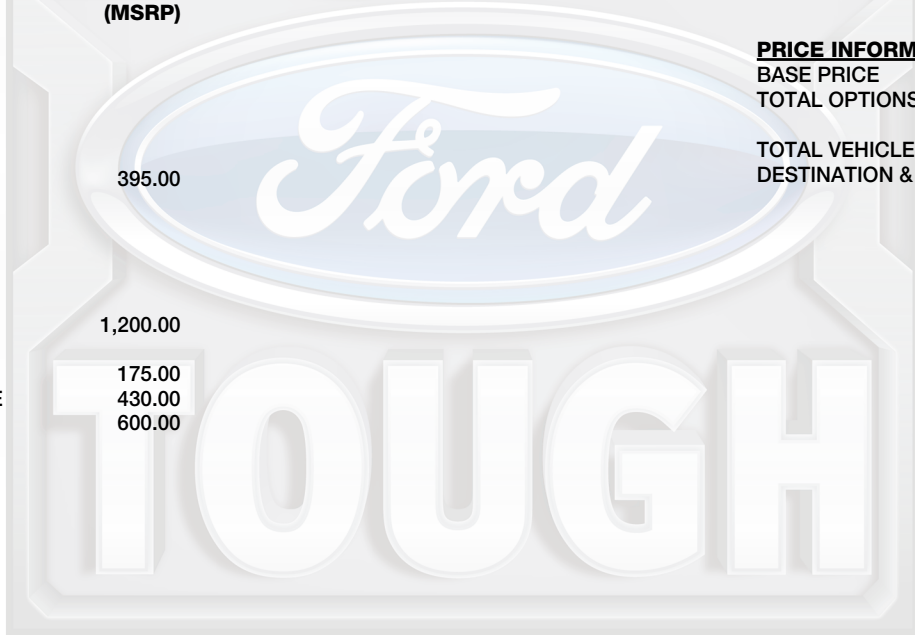 (MSRP)
395.00
1,200.00
175.00
E 430.00
600.00
PRICE INFORM
BASE PRICE
TOTAL OPTIONS
TOTAL VEHICLE
DESTINATION &
Ford
TOUGH